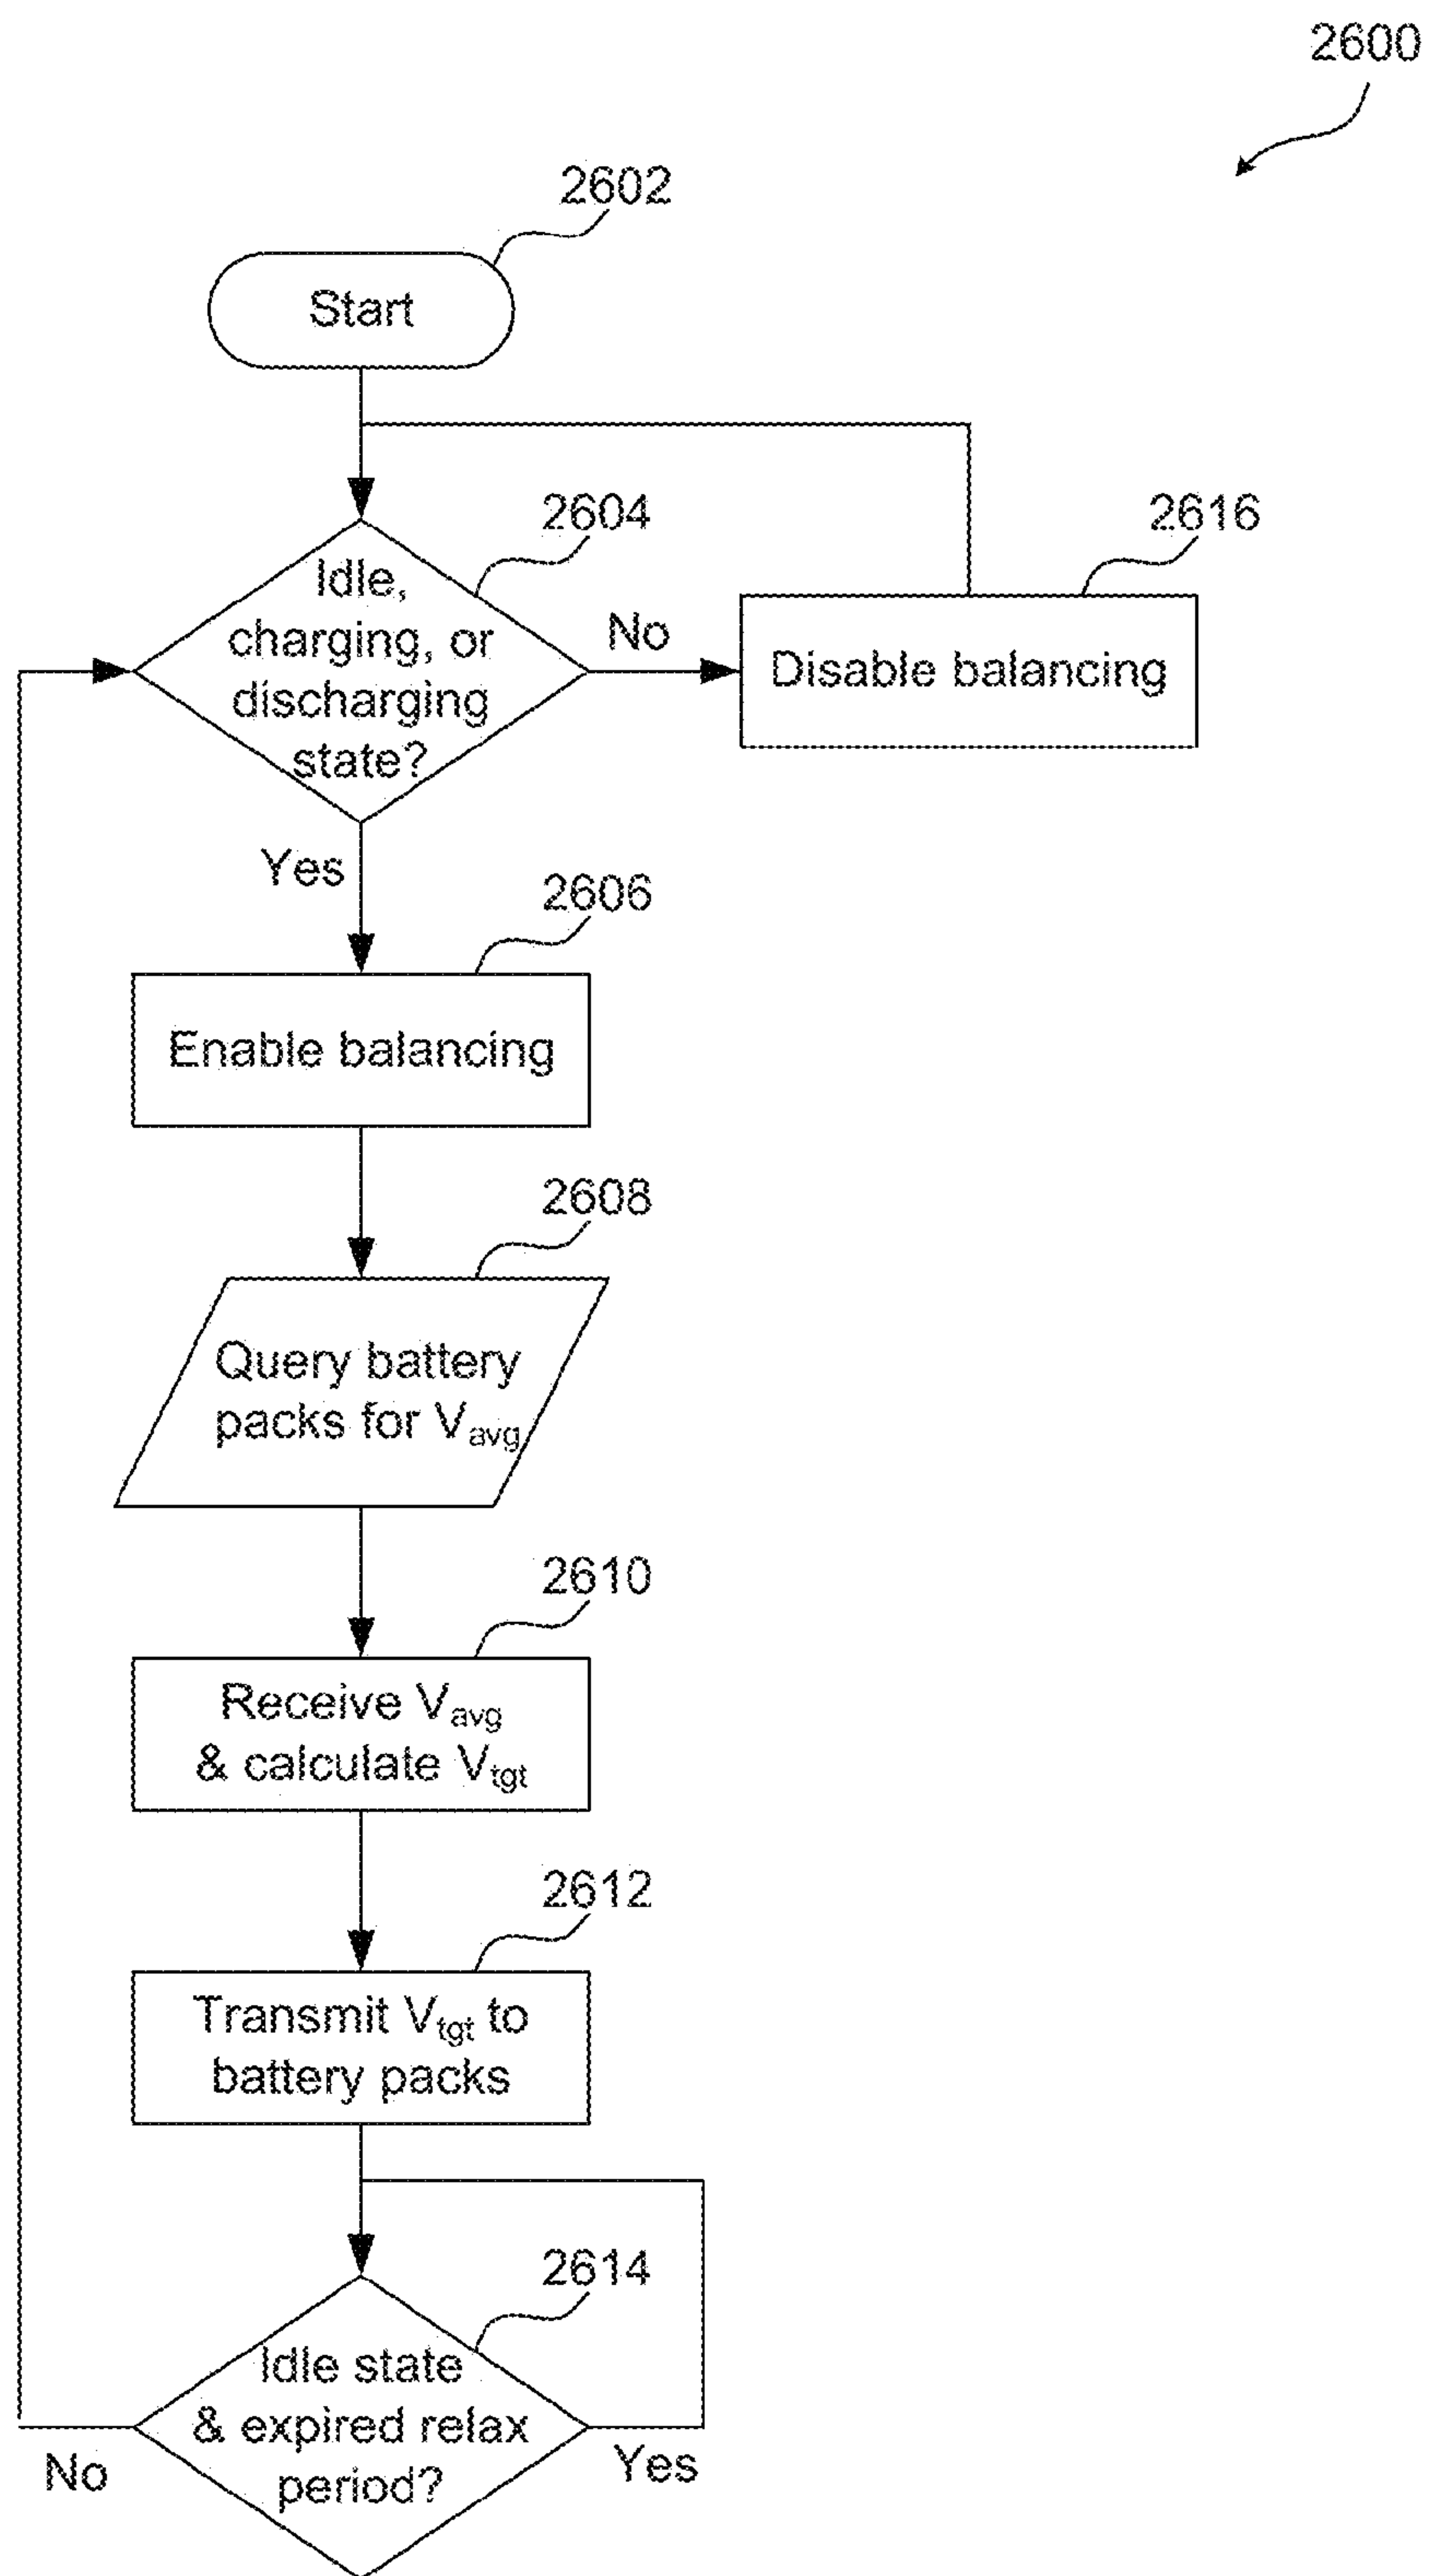 2600
2602
Start
2604
2616
Idle,
charging, or
discharging
state?
No
Disable balancing
Yes
2606
Enable balancing
2608
Query battery
packs for Vavg
2610
Receive Vavg
& calculate Vtgt
2612
Transmit Vtgt to
battery packs
2614
Idle state
& expired relax
period?
No
Yes